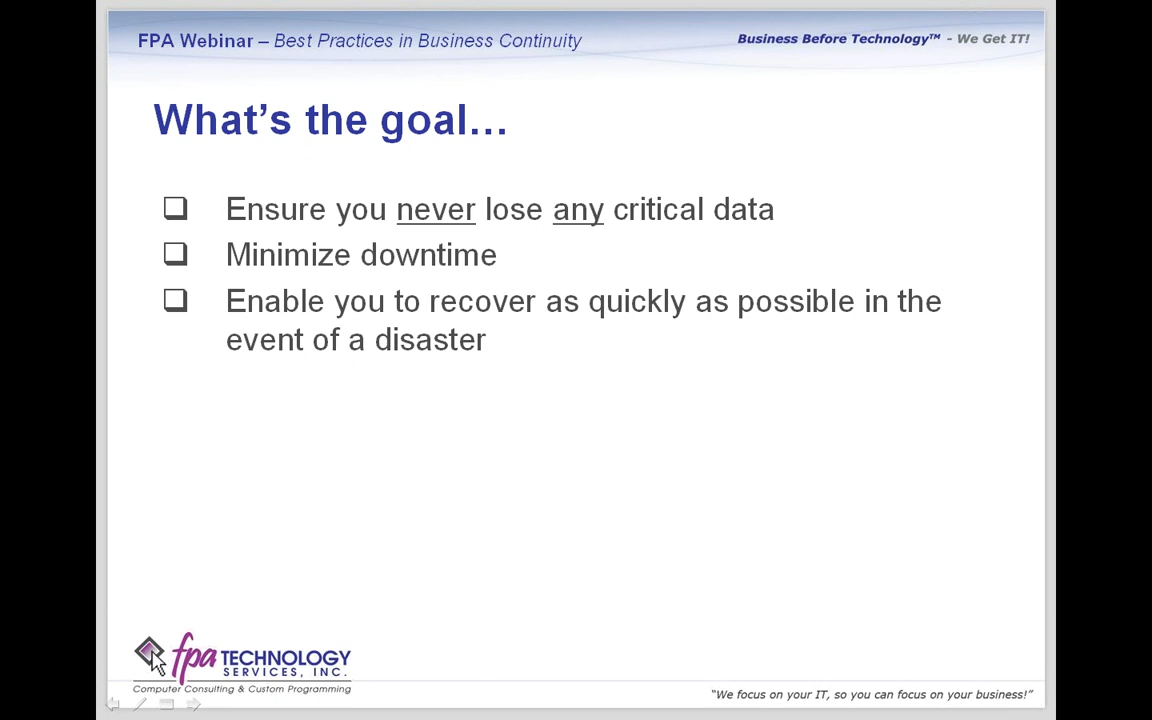 FPA Webinar – Best Practices in Business Continuity
Business Before Technology™ - We Get IT!
What's the goal…
Ensure you never lose any critical data
Minimize downtime
Enable you to recover as quickly as possible in the
event of a disaster
fpa TECHNOLOGY
SERVICES, INC.
Computer Consulting & Custom Programming
“We focus on your IT, so you can focus on your business!”